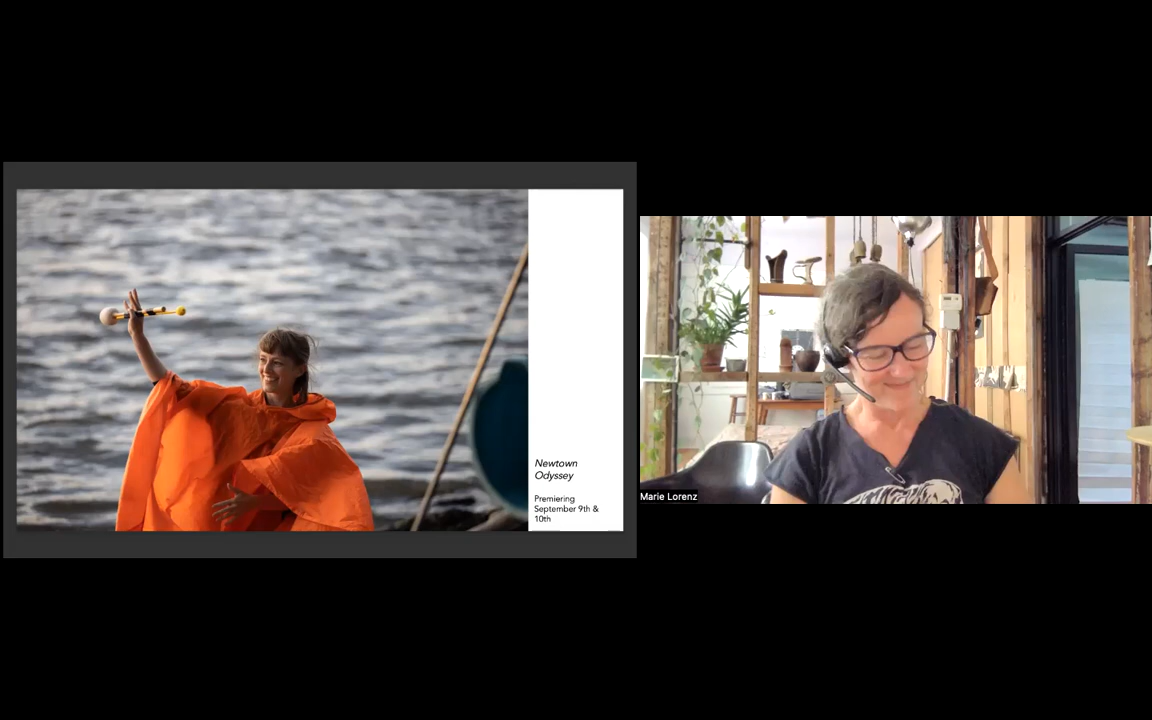 Newtown
Odyssey
Premiering
September 9th &
10th
Marie Lorenz